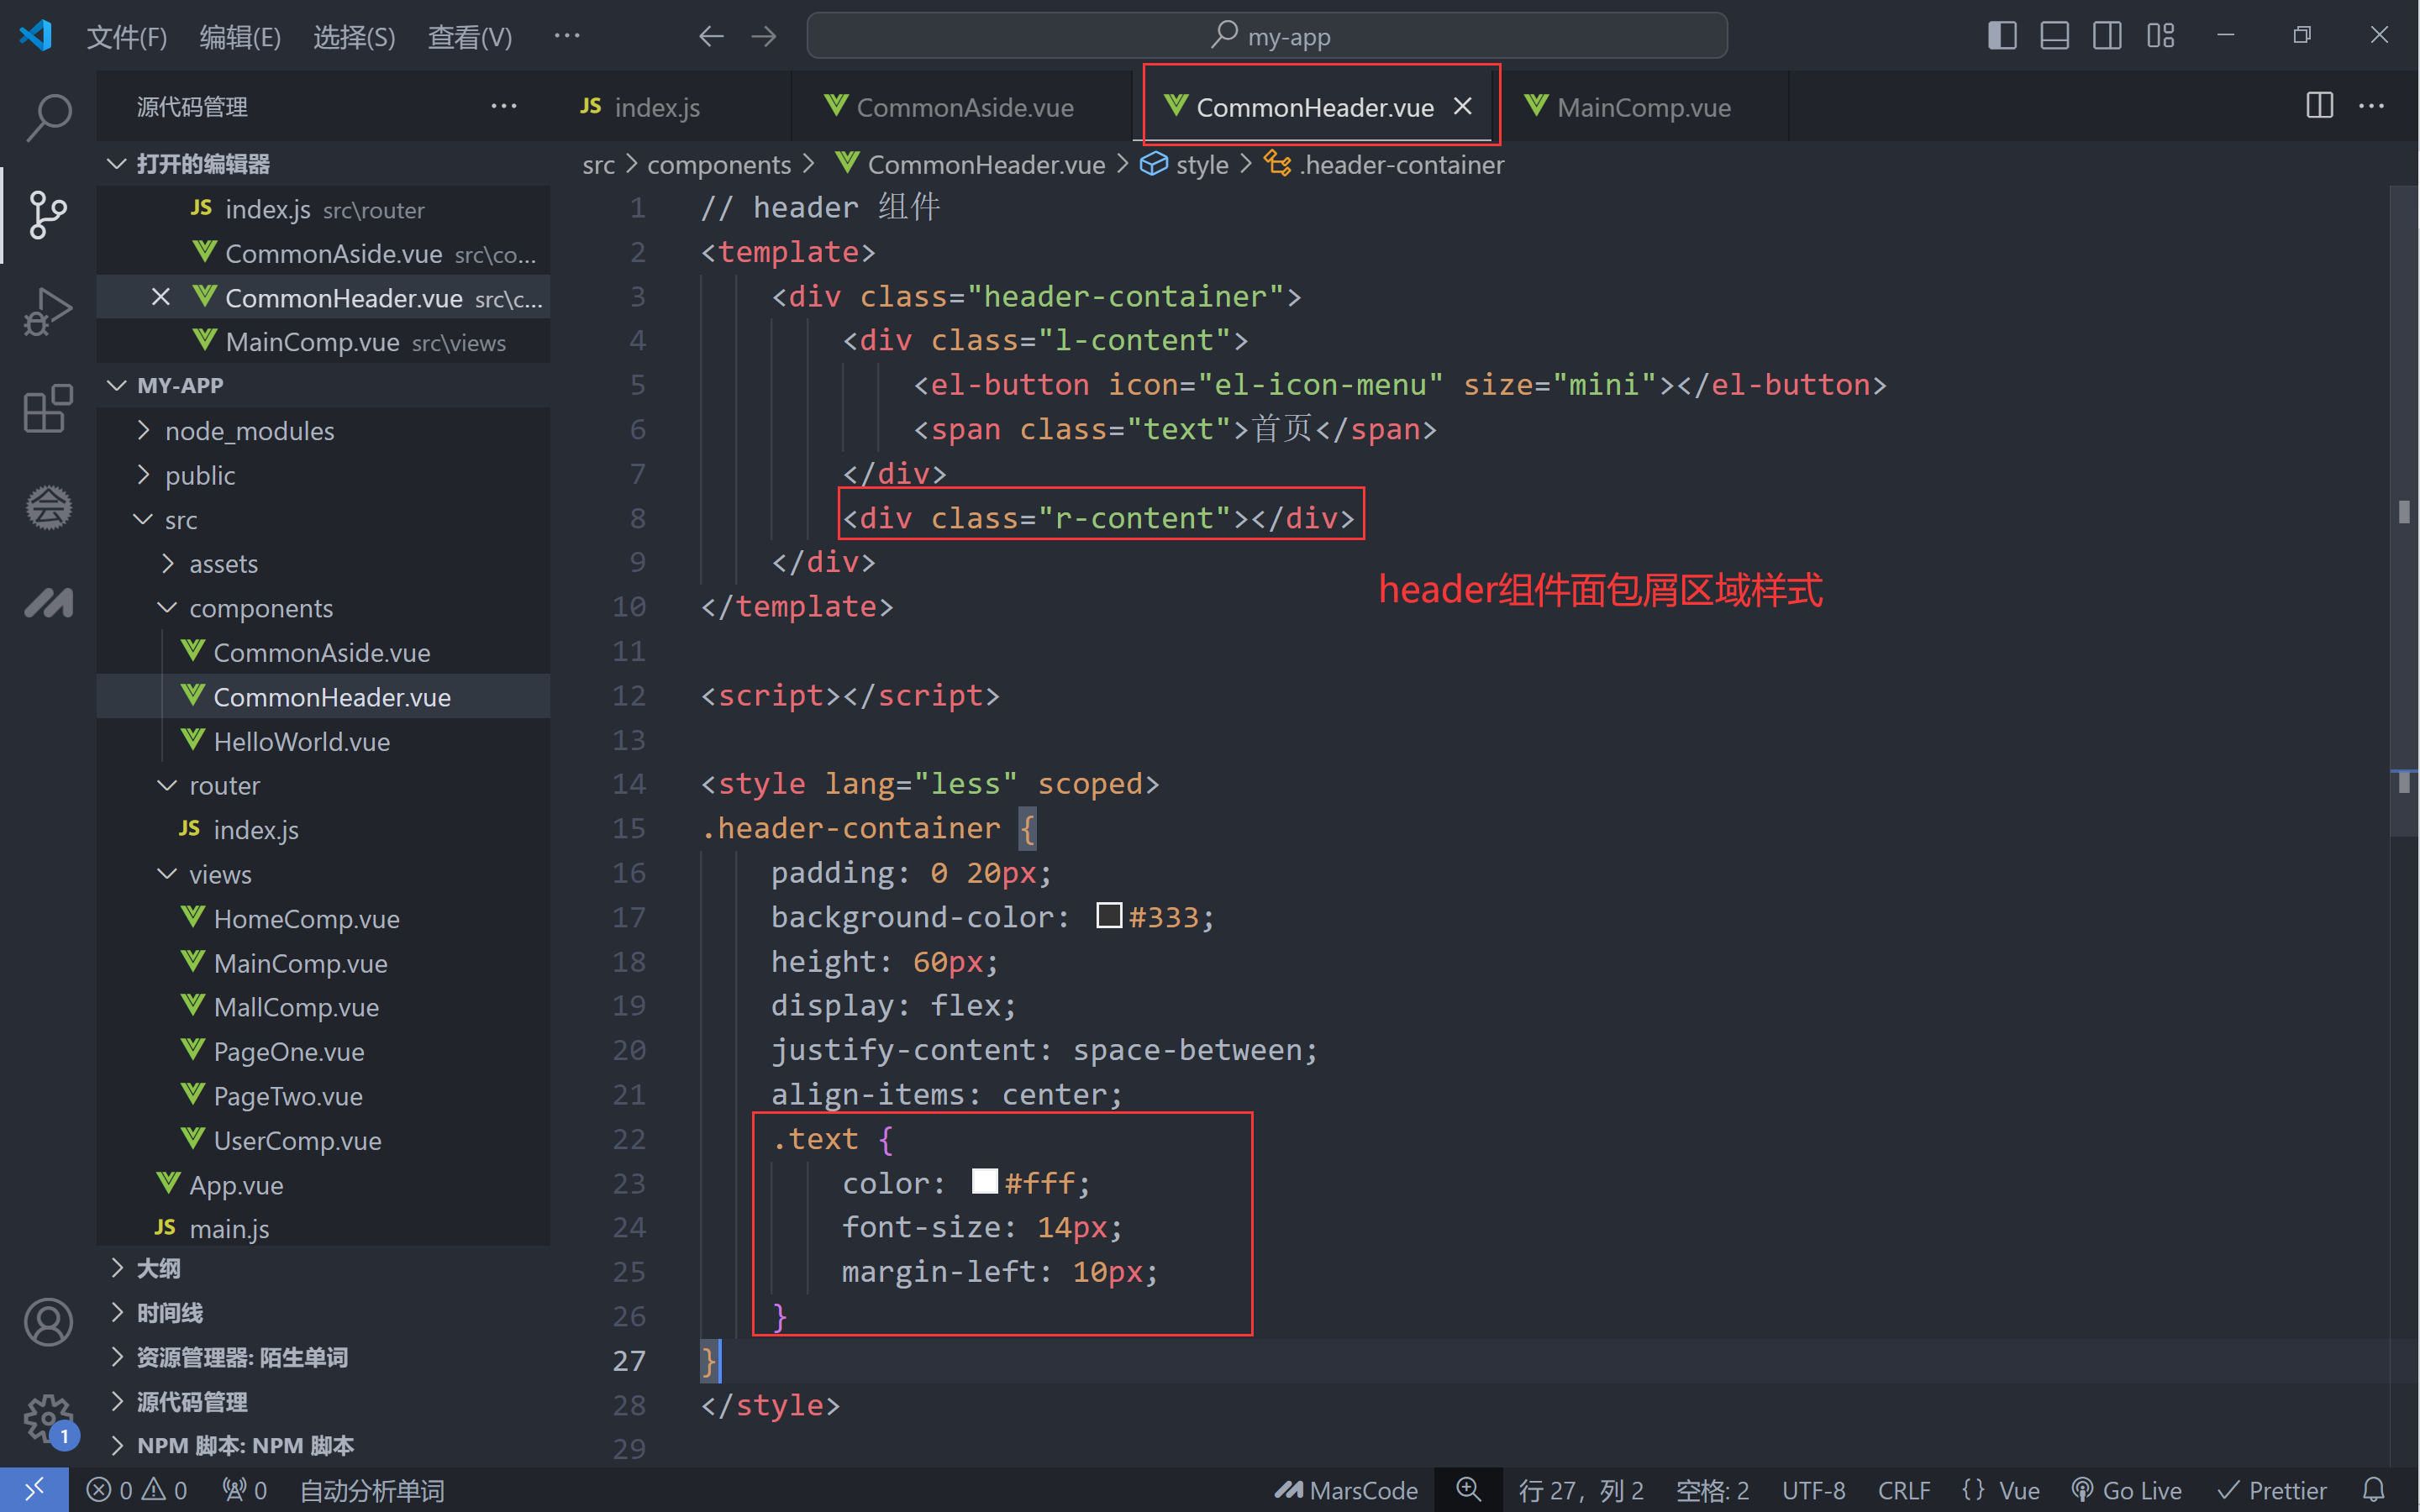 文件(F) 编辑(E) 选择(S) 查看(V) ··· my-app
源代码管理 ···
JS index.js CommonAside.vue CommonHeader.vue MainComp.vue ···
打开的编辑器
JS index.js src\router
CommonAside.vue src\co...
CommonHeader.vue src\c...
MainComp.vue src\views
MY-APP
node_modules
public
src
assets
components
CommonAside.vue
CommonHeader.vue
HelloWorld.vue
router
JS index.js
views
HomeComp.vue
MainComp.vue
MallComp.vue
PageOne.vue
PageTwo.vue
UserComp.vue
App.vue
JS main.js
大纲
时间线
资源管理器: 陌生单词
源代码管理
NPM 脚本: NPM 脚本
src > components > CommonHeader.vue > style > .header-container
1 // header 组件
2 <template>
3 <div class="header-container">
4 <div class="l-content">
5 <el-button icon="el-icon-menu" size="mini"></el-button>
6 <span class="text">首页</span>
7 </div>
8 <div class="r-content"></div>
9 </div>
header组件面包屑区域样式
10 </template>
11
12 <script></script>
13
14 <style lang="less" scoped>
15 .header-container {
16 padding: 0 20px;
17 background-color: #333;
18 height: 60px;
19 display: flex;
20 justify-content: space-between;
21 align-items: center;
22 .text {
23 color: #fff;
24 font-size: 14px;
25 margin-left: 10px;
26 }
27 }
28 </style>
29
会
1
0 0 0 自动分析单词 MarsCode 行 27，列 2 空格: 2 UTF-8 CRLF {} Vue Go Live Prettier